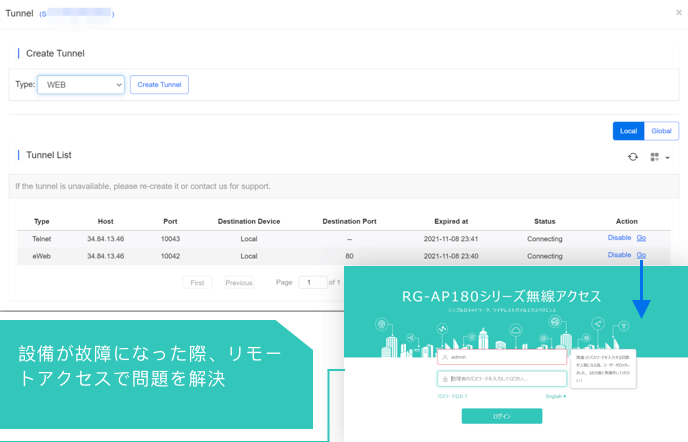 Tunnel (S )
×
Create Tunnel
Type: WEB Create Tunnel
Local Global
Tunnel List
If the tunnel is unavailable, please re-create it or contact us for support.
Type Host Port Destination Device Destination Port Expired at Status Action
Telnet 34.84.13.46 10043 Local -- 2021-11-08 23:41 Connecting Disable Go
eWeb 34.84.13.46 10042 Local 80 2021-11-08 23:40 Connecting Disable Go
First Previous Page 1 of 1
設備が故障になった際、リモー
トアクセスで問題を解決
RG-AP180シリーズ無線アクセス
admin
管理者のパスワードを入力してください...
パスワード忘れ？ English
ログイン